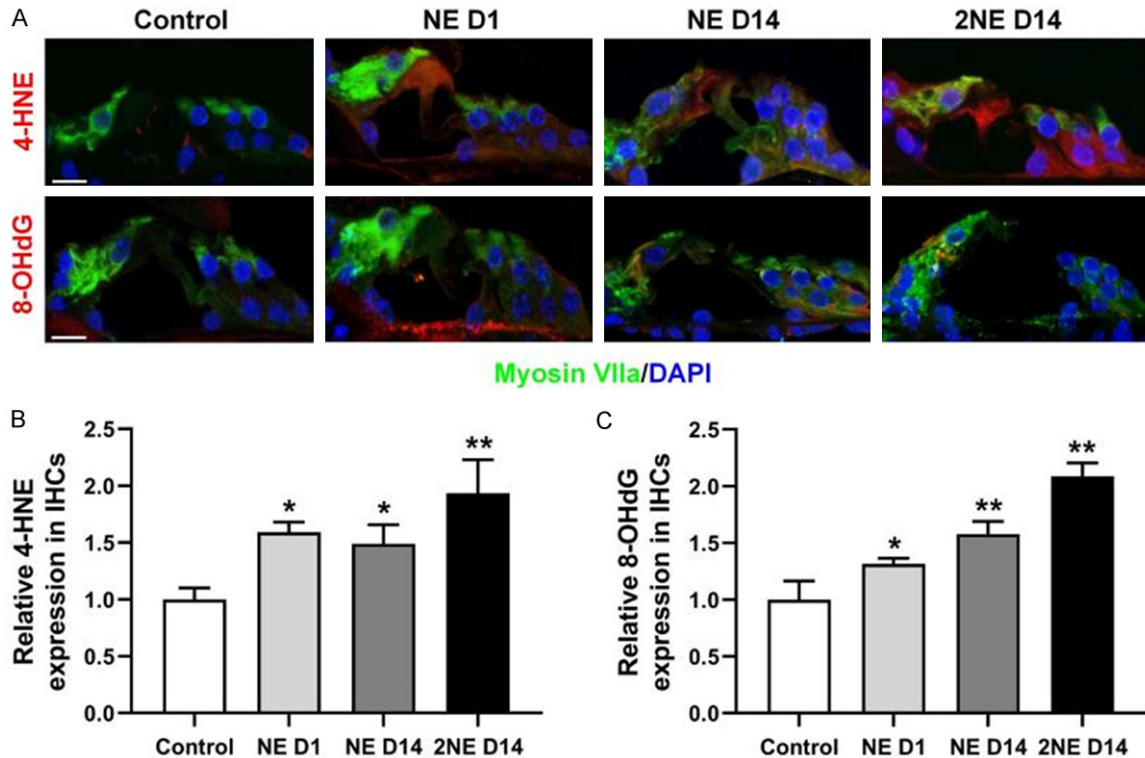 A
Control
NE D1
NE D14
2NE D14
4-HNE
8-OHdG
Myosin VIIa/DAPI
B
Relative 4-HNE
expression in IHCs
2.5
2.0
1.5
1.0
0.5
0.0
*
*
**
Control
NE D1
NE D14
2NE D14
C
Relative 8-OHdG
expression in IHCs
2.5
2.0
1.5
1.0
0.5
0.0
*
**
**
Control
NE D1
NE D14
2NE D14